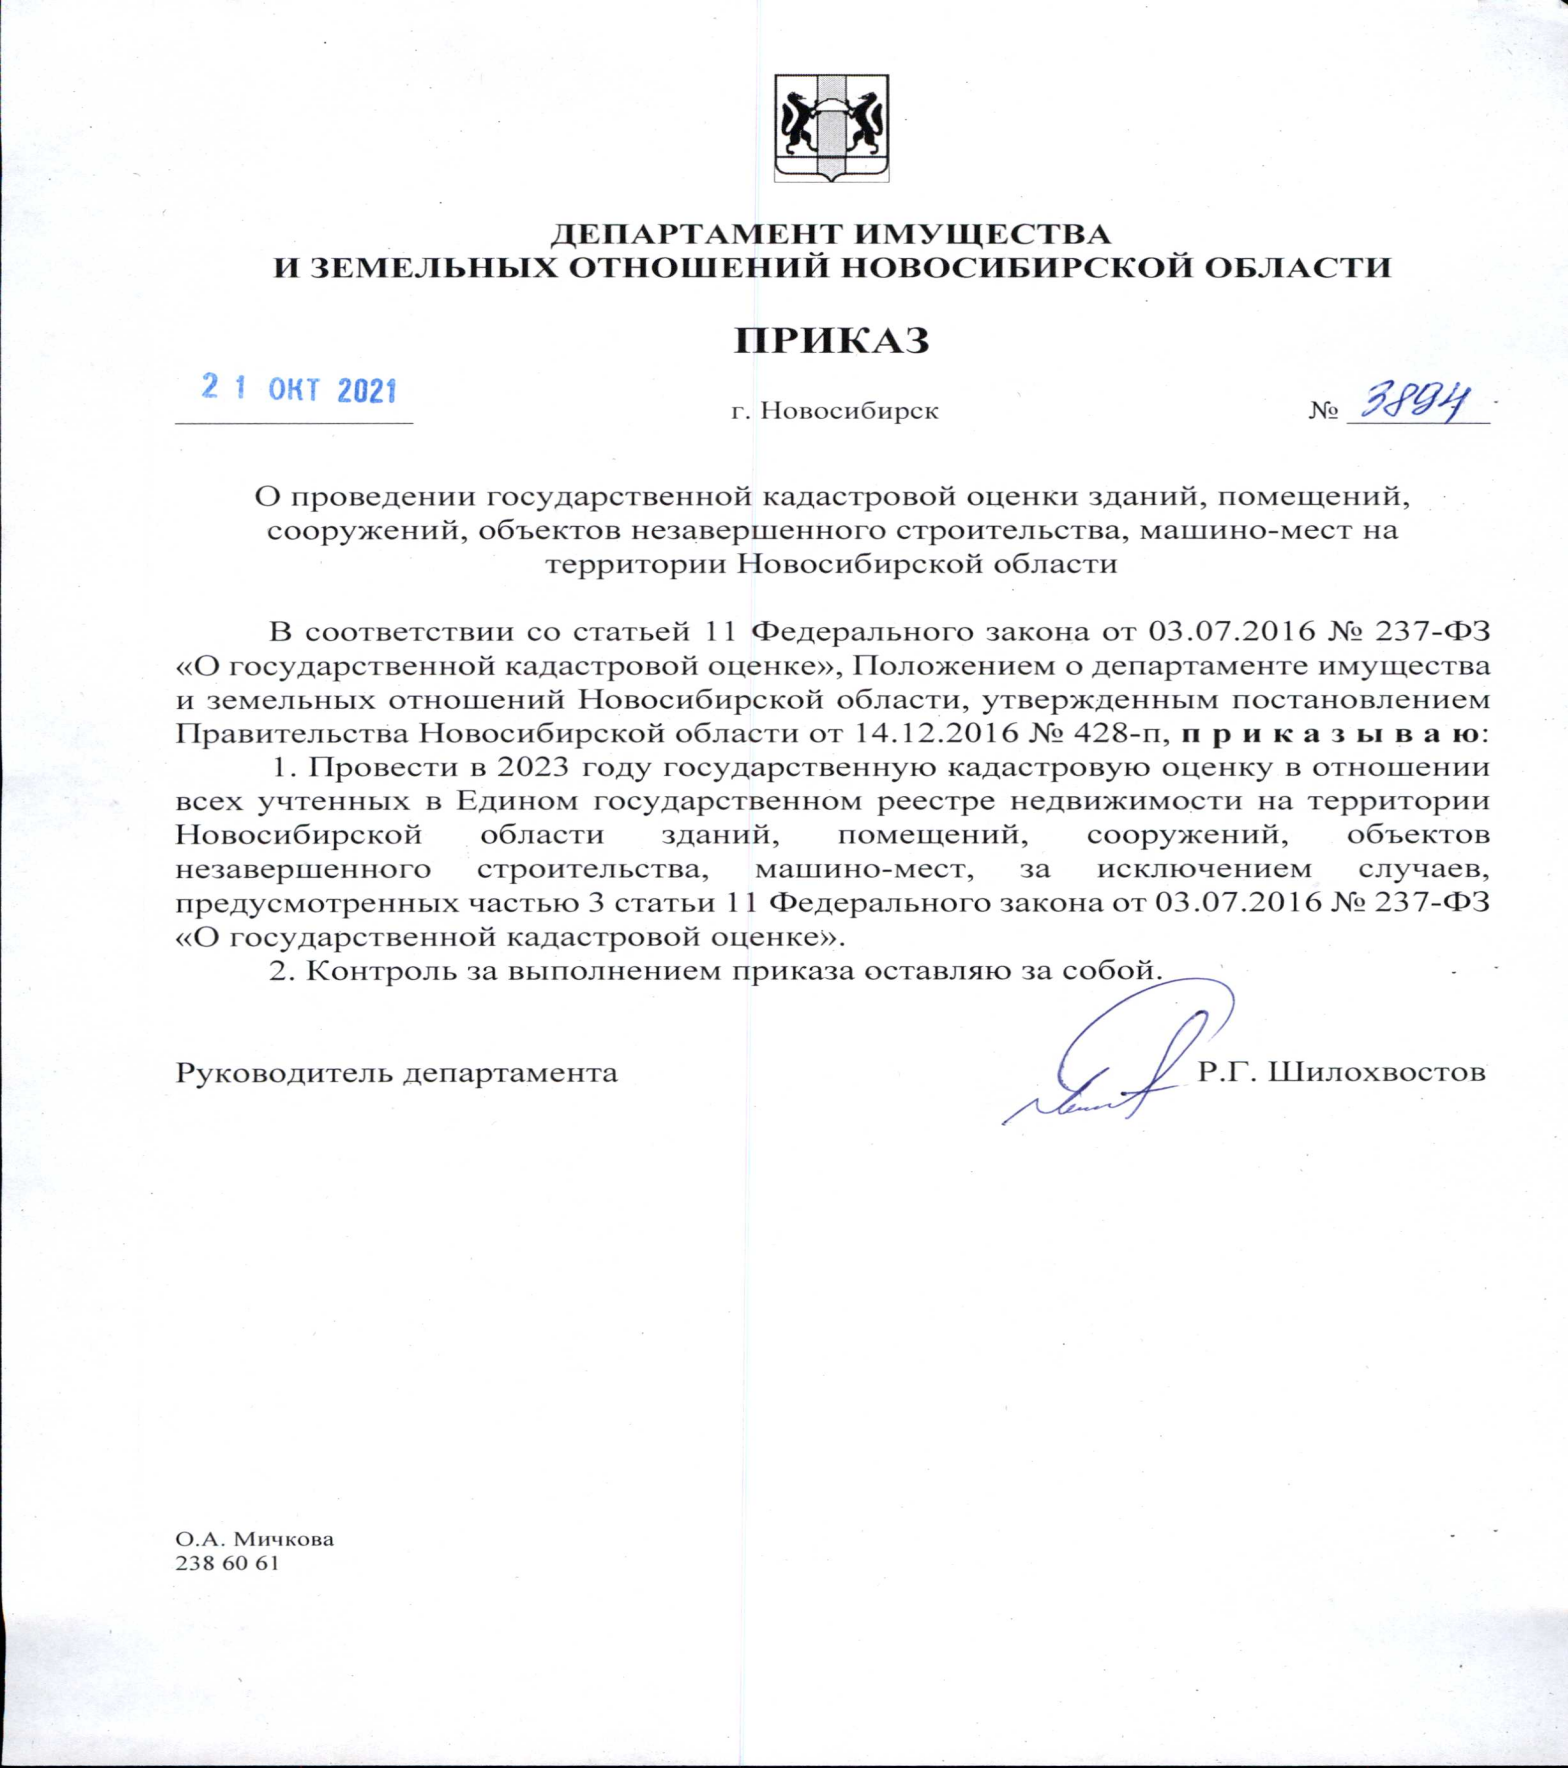 ДЕПАРТАМЕНТ ИМУЩЕСТВА
И ЗЕМЕЛЬНЫХ ОТНОШЕНИЙ НОВОСИБИРСКОЙ ОБЛАСТИ
ПРИКАЗ
21 ОКТ 2021
г. Новосибирск
№ 3894
О проведении государственной кадастровой оценки зданий, помещений,
сооружений, объектов незавершенного строительства, машино-мест на
территории Новосибирской области
В соответствии со статьей 11 Федерального закона от 03.07.2016 № 237-ФЗ
«О государственной кадастровой оценке», Положением о департаменте имущества
и земельных отношений Новосибирской области, утвержденным постановлением
Правительства Новосибирской области от 14.12.2016 № 428-п, п р и к а з ы в а ю:
1. Провести в 2023 году государственную кадастровую оценку в отношении
всех учтенных в Едином государственном реестре недвижимости на территории
Новосибирской области зданий, помещений, сооружений, объектов
незавершенного строительства, машино-мест, за исключением случаев,
предусмотренных частью 3 статьи 11 Федерального закона от 03.07.2016 № 237-ФЗ
«О государственной кадастровой оценке».
2. Контроль за выполнением приказа оставляю за собой.
Руководитель департамента
Р.Г. Шилохвостов
О.А. Мичкова
238 60 61